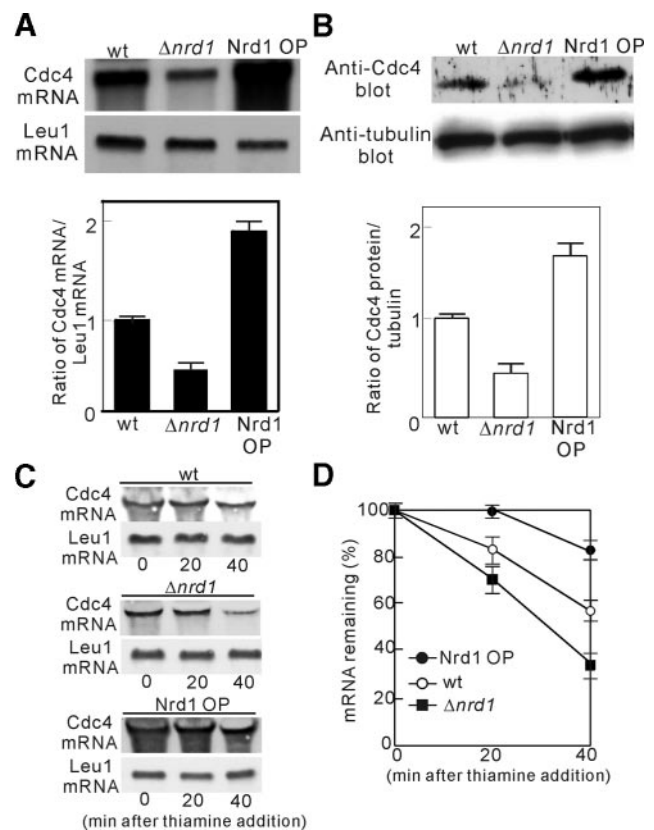 A
wt Δnrd1 Nrd1 OP
Cdc4
mRNA
Leu1
mRNA
Ratio of Cdc4 mRNA/
Leu1 mRNA
2
1
0
wt Δnrd1 Nrd1
OP
B
wt Δnrd1 Nrd1 OP
Anti-Cdc4
blot
Anti-tubulin
blot
Ratio of Cdc4 protein/
tubulin
2
1
0
wt Δnrd1 Nrd1
OP
C
wt
Cdc4
mRNA
Leu1
mRNA
0 20 40
Δnrd1
Cdc4
mRNA
Leu1
mRNA
0 20 40
Nrd1 OP
Cdc4
mRNA
Leu1
mRNA
0 20 40
(min after thiamine addition)
D
mRNA remaining (%)
100
80
60
40
20
0
Nrd1 OP
wt
Δnrd1
0 20 40
(min after thiamine addition)